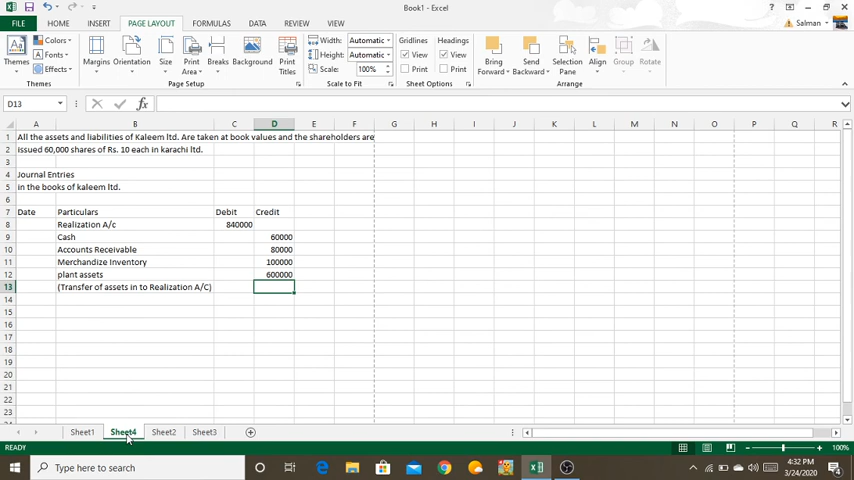 Book1 - Excel
FILE HOME INSERT PAGE LAYOUT FORMULAS DATA REVIEW VIEW Salman
Themes Colors Fonts Effects
Margins Orientation Size Print Area Breaks Background Print Titles
Width: Automatic
Height: Automatic
Scale: 100%
Gridlines Headings
View View
Print Print
Bring Forward Send Backward Selection Pane Align Group Rotate
Themes Page Setup Scale to Fit Sheet Options Arrange
D13
A B C D E F G H I J K L M N O P Q R
1 All the assets and liabilities of Kaleem ltd. Are taken at book values and the shareholders are
2 issued 60,000 shares of Rs. 10 each in karachi ltd.
3
4 Journal Entries
5 in the books of kaleem ltd.
6
7 Date Particulars Debit Credit
8 Realization A/c 840000
9 Cash 60000
10 Accounts Receivable 80000
11 Merchandize Inventory 100000
12 plant assets 600000
13 (Transfer of assets in to Realization A/C)
14
15
16
17
18
19
20
21
22
23
Sheet1 Sheet4 Sheet2 Sheet3
READY 100%
Type here to search
4:32 PM
3/24/2020